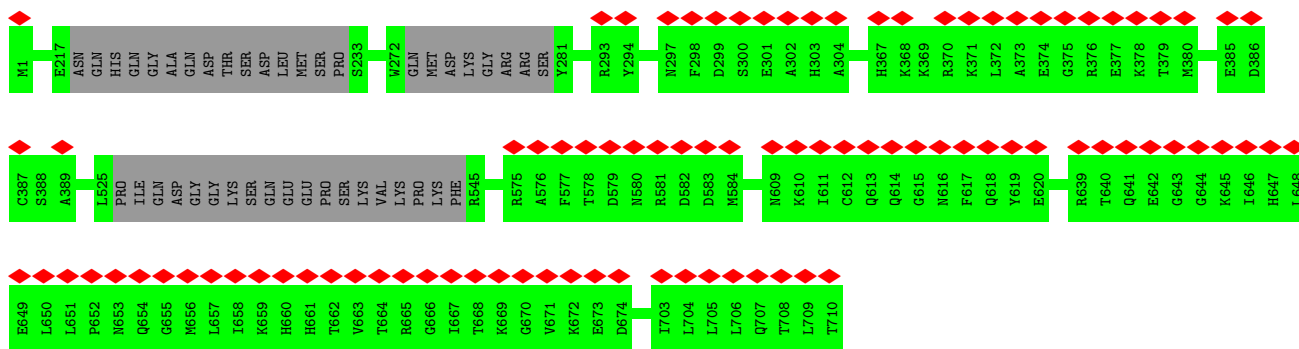 M1 E217 ASN GLN HIS GLN GLY ALA GLN ASP THR SER ASP LEU MET SER PRO S233 W272 GLN MET ASP LYS GLY ARG ARG SER Y281 R293 Y294 N297 F298 D299 S300 E301 A302 H303 A304 H367 K368 K369 R370 K371 L372 A373 E374 G375 R376 E377 K378 T379 M380 E385 D386
C387 S388 A389 L525 PRO ILE GLN ASP GLY GLY LYS SER GLN GLU GLU PRO SER LYS VAL LYS PRO LYS PHE R545 R575 A576 F577 T578 D579 N580 R581 D582 D583 M584 N609 K610 I611 C612 Q613 Q614 G615 N616 F617 Q618 Y619 E620 R639 T640 Q641 E642 G643 G644 K645 I646 H647 L648
E649 L650 L651 P652 N653 Q654 G655 M656 L657 I658 K659 H660 H661 T662 V663 T664 R665 G666 I667 T668 K669 G670 V671 K672 E673 D674 I703 L704 L705 L706 Q707 T708 L709 T710